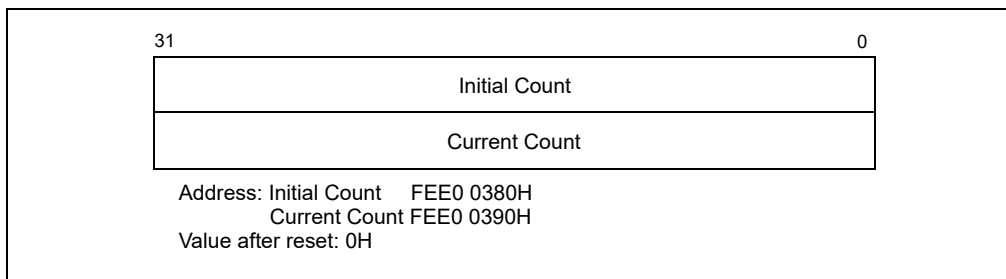 31 0
Initial Count
Current Count
Address: Initial Count FEE0 0380H
Current Count FEE0 0390H
Value after reset: 0H